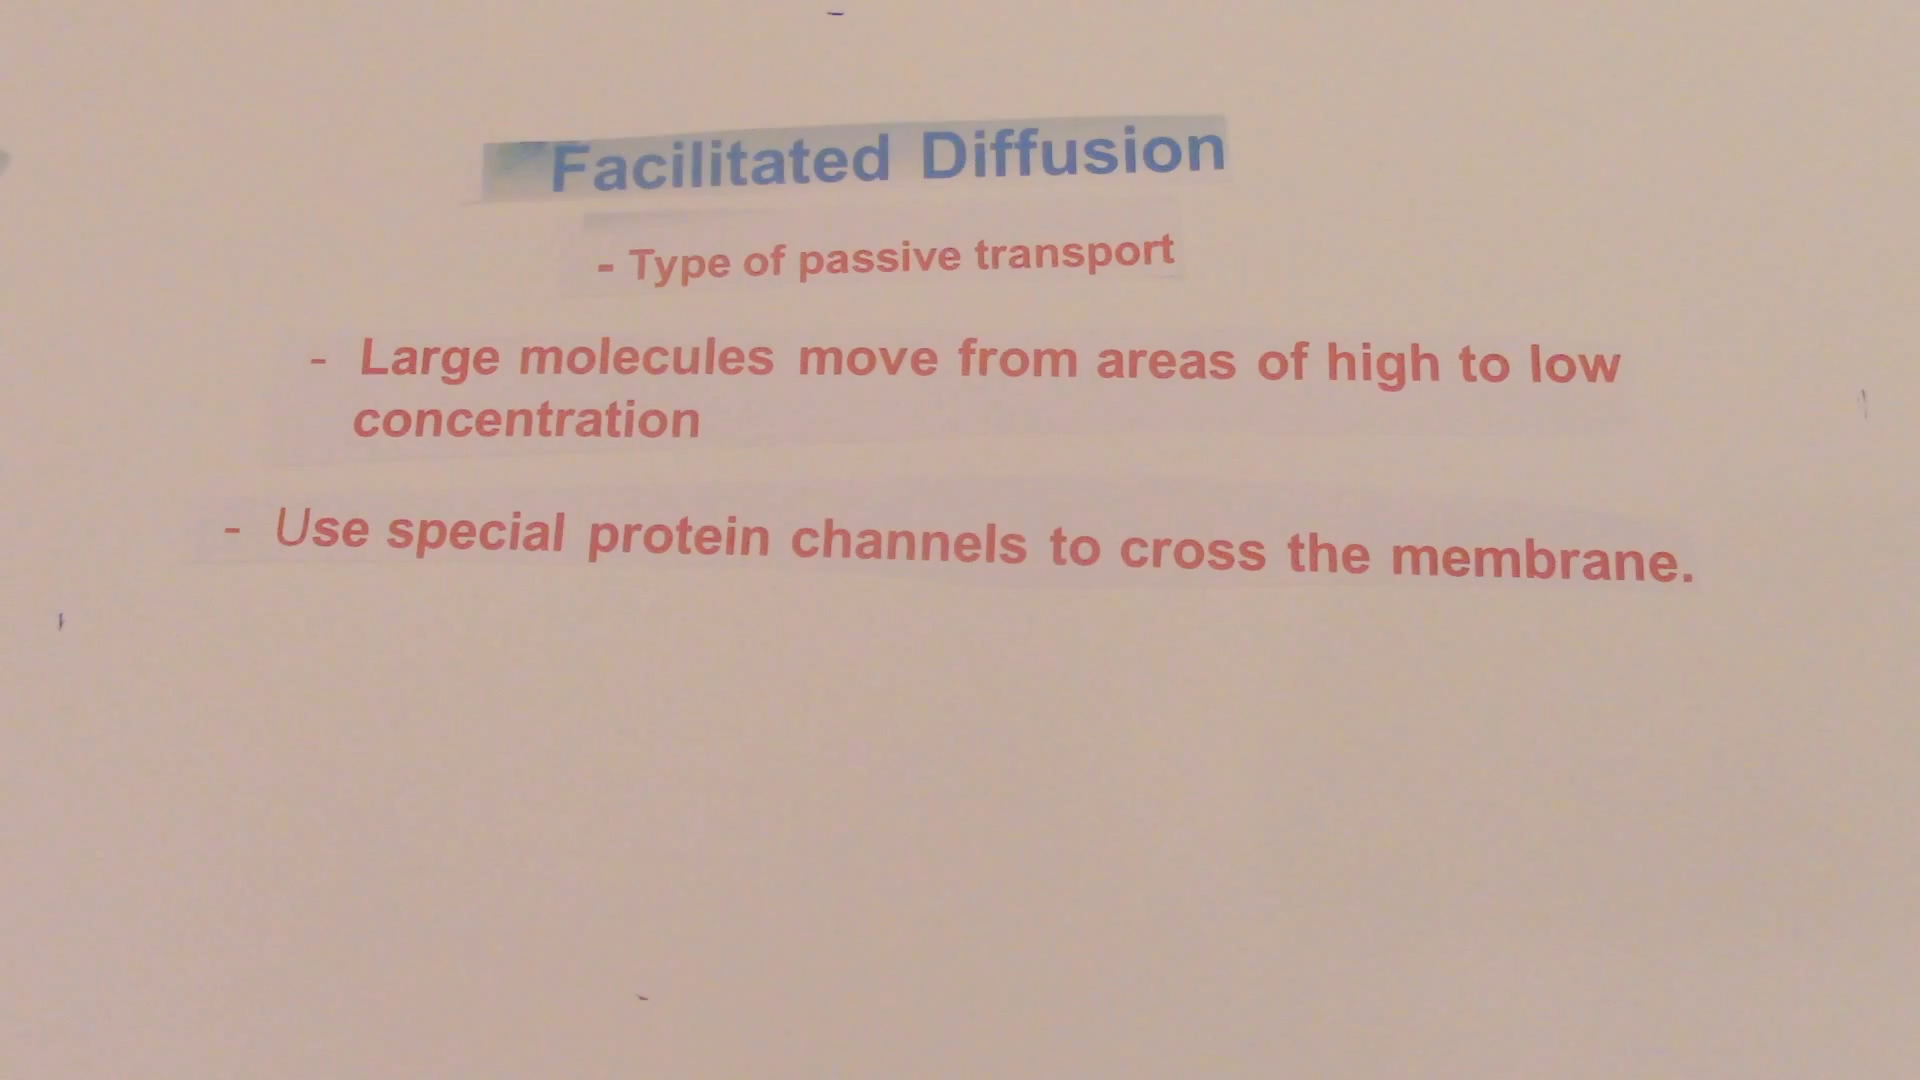 Facilitated Diffusion
- Type of passive transport
- Large molecules move from areas of high to low
concentration
- Use special protein channels to cross the membrane.